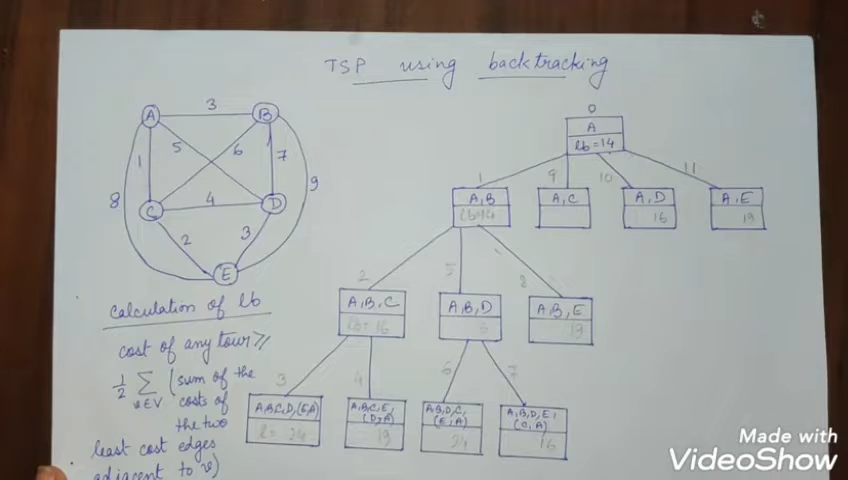 TSP using backtracking
A
3
B
1
5
6
7
8
9
C
4
D
2
3
E
calculation of lb
cost of any tour ≥
1/2 ∑ v∈V (sum of the
costs of
the two
least cost edges
adjacent to v)
0
A
lb=14
1
9
10
11
A,B
lb=14
A,C
A,D
16
A,E
19
2
5
8
A,B,C
lb=16
A,B,D
A,B,E
19
3
4
6
7
A,B,C,D,(E,A)
l= 24
A,B,C,E,
(D,A)
19
A,B,D,C,
(E,A)
24
A,B,D,E,
(C,A)
16
Made with
VideoShow